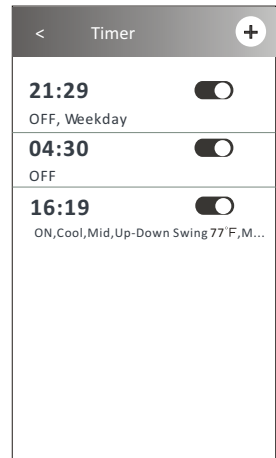 < Timer +
21:29
OFF, Weekday
04:30
OFF
16:19
ON,Cool,Mid,Up-Down Swing 77°F,M...